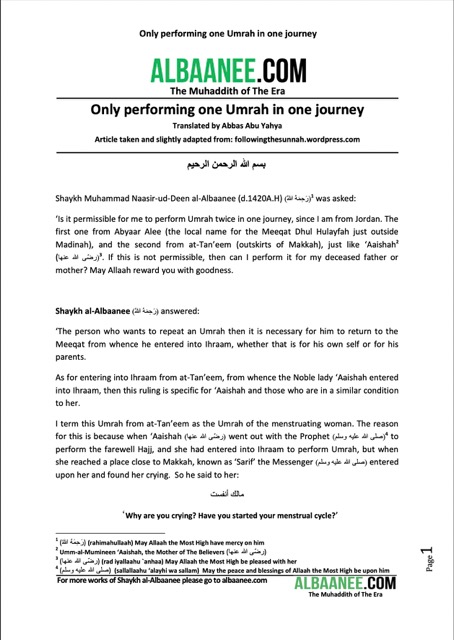 Only performing one Umrah in one journey
ALBAANEE.COM
The Muhaddith of The Era
Only performing one Umrah in one journey
Translated by Abbas Abu Yahya
Article taken and slightly adapted from: followingthesunnah.wordpress.com
بسم الله الرحمن الرحيم
Shaykh Muhammad Naasir-ud-Deen al-Albaanee (d.1420A.H) (رَحِمَهُ اللهُ)¹ was asked:
‘Is it permissible for me to perform Umrah twice in one journey, since I am from Jordan. The
first one from Abyaar Alee (the local name for the Meeqat Dhul Hulayfah just outside
Madinah), and the second from at-Tan’eem (outskirts of Makkah), just like ‘Aaishah²
(رضي الله عنها)³. If this is not permissible, then can I perform it for my deceased father or
mother? May Allaah reward you with goodness.
Shaykh al-Albaanee (رَحِمَهُ اللهُ) answered:
‘The person who wants to repeat an Umrah then it is necessary for him to return to the
Meeqat from whence he entered into Ihraam, whether that is for his own self or for his
parents.
As for entering into Ihraam from at-Tan’eem, from whence the Noble lady ‘Aaishah entered
into Ihraam, then this ruling is specific for ‘Aaishah and those who are in a similar condition
to her.
I term this Umrah from at-Tan’eem as the Umrah of the menstruating woman. The reason
for this is because when ‘Aaishah (رضي الله عنها) went out with the Prophet (صلى الله عليه وسلم)⁴ to
perform the farewell Hajj, and she had entered into Ihraam to perform Umrah, but when
she reached a place close to Makkah, known as ‘Sarif’ the Messenger (صلى الله عليه وسلم) entered
upon her and found her crying. So he said to her:
مالك أنفست
‘Why are you crying? Have you started your menstrual cycle?’
¹ (رَحِمَهُ اللهُ) (rahimahullaah) May Allaah the Most High have mercy on him
² Umm-al-Mumineen ‘Aaishah, the Mother of The Believers (رضي الله عنها)
³ (رضي الله عنها) (rad Iyallaahu `anhaa) May Allaah the Most High be pleased with her
⁴ (صلى الله عليه وسلم) (sallallaahu ‘alayhi wa sallam) May the peace and blessings of Allaah the Most High be upon him
For more works of Shaykh al-Albaanee please go to albaanee.com
ALBAANEE.COM
The Muhaddith of The Era
Page 1